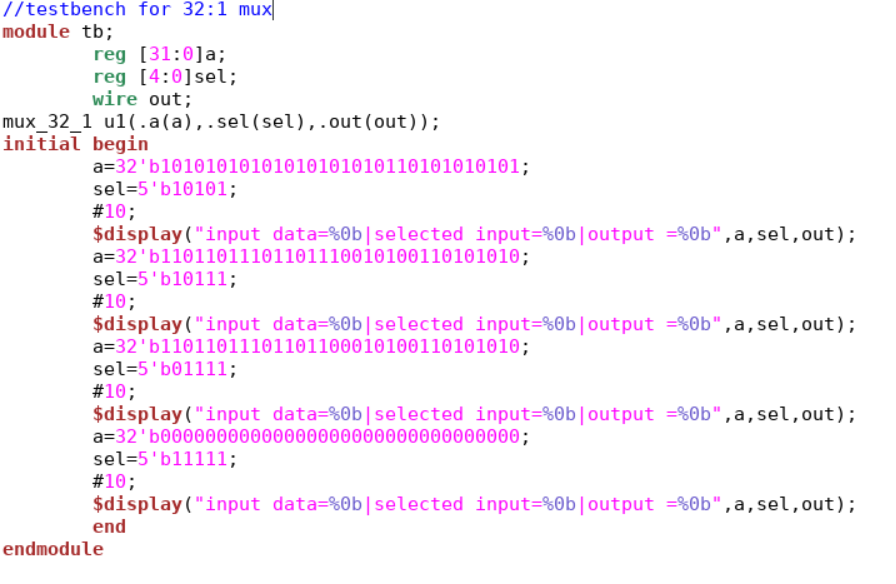 //testbench for 32:1 mux
module tb;
reg [31:0]a;
reg [4:0]sel;
wire out;
mux_32_1 u1(.a(a),.sel(sel),.out(out));
initial begin
a=32'b10101010101010101010110101010101;
sel=5'b10101;
#10;
$display("input data=%0b|selected input=%0b|output =%0b",a,sel,out);
a=32'b11011011101101110010100110101010;
sel=5'b10111;
#10;
$display("input data=%0b|selected input=%0b|output =%0b",a,sel,out);
a=32'b11011011101101100010100110101010;
sel=5'b01111;
#10;
$display("input data=%0b|selected input=%0b|output =%0b",a,sel,out);
a=32'b00000000000000000000000000000000;
sel=5'b11111;
#10;
$display("input data=%0b|selected input=%0b|output =%0b",a,sel,out);
end
endmodule